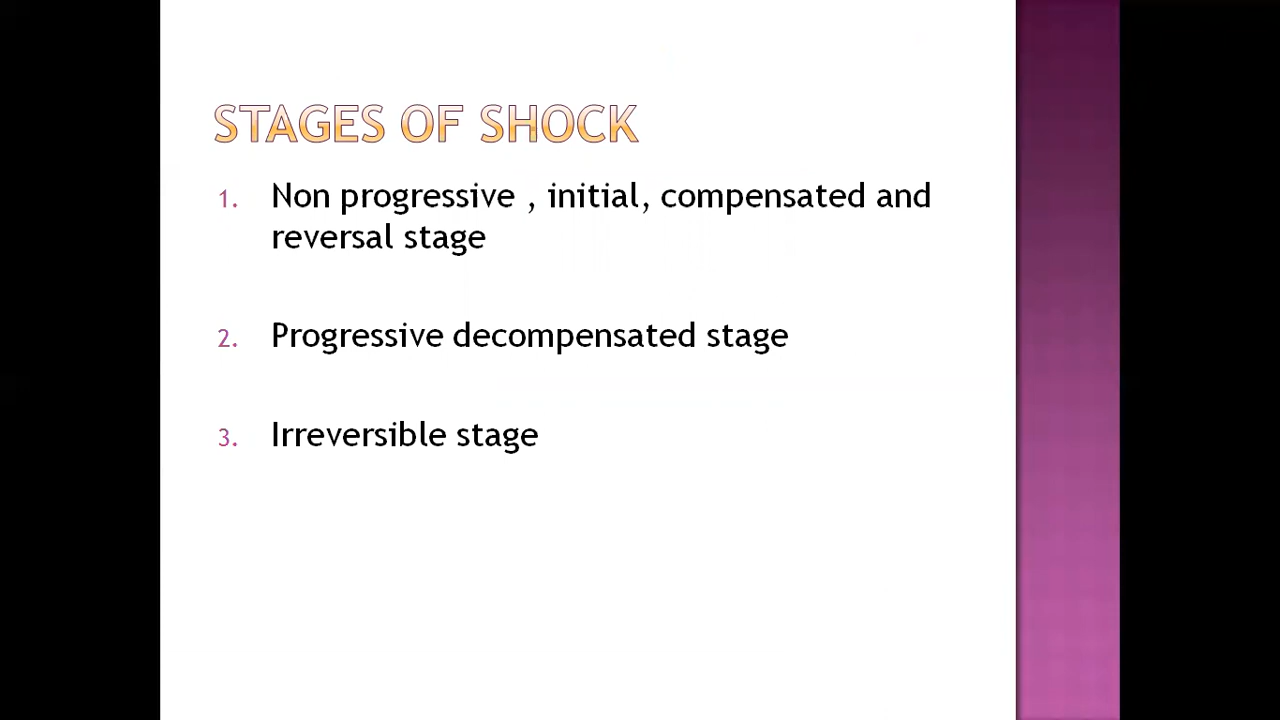 STAGES OF SHOCK
1. Non progressive , initial, compensated and
reversal stage
2. Progressive decompensated stage
3. Irreversible stage